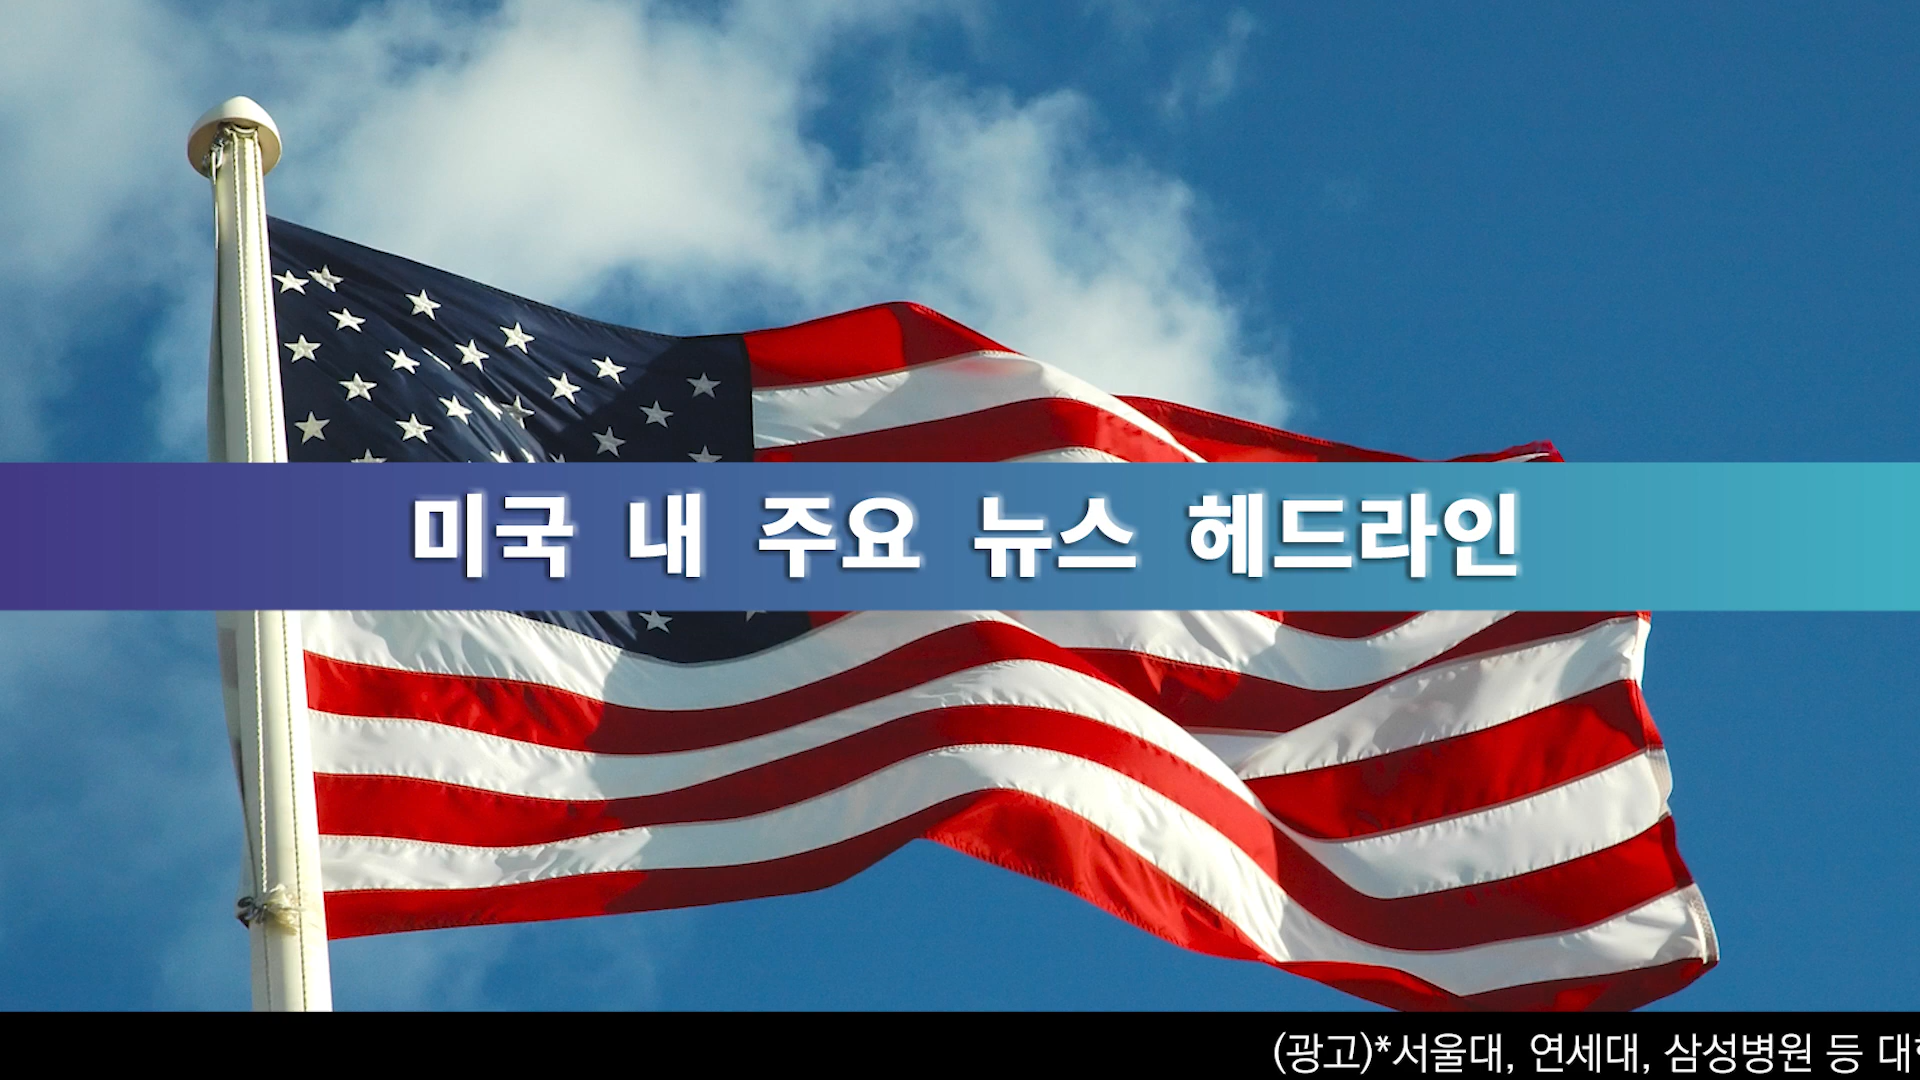 미국 내 주요 뉴스 헤드라인
(광고)*서울대, 연세대, 삼성병원 등